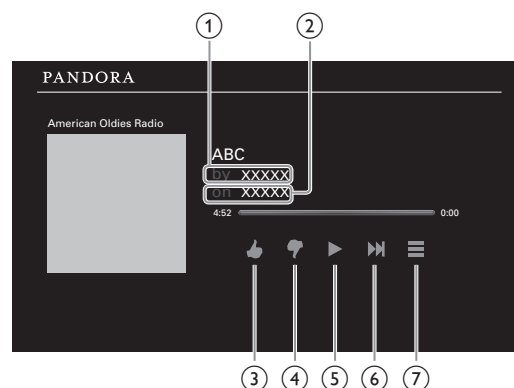 1 2
PANDORA
American Oldies Radio
ABC
by XXXXX
on XXXXX
4:52 0:00
3 4 5 6 7